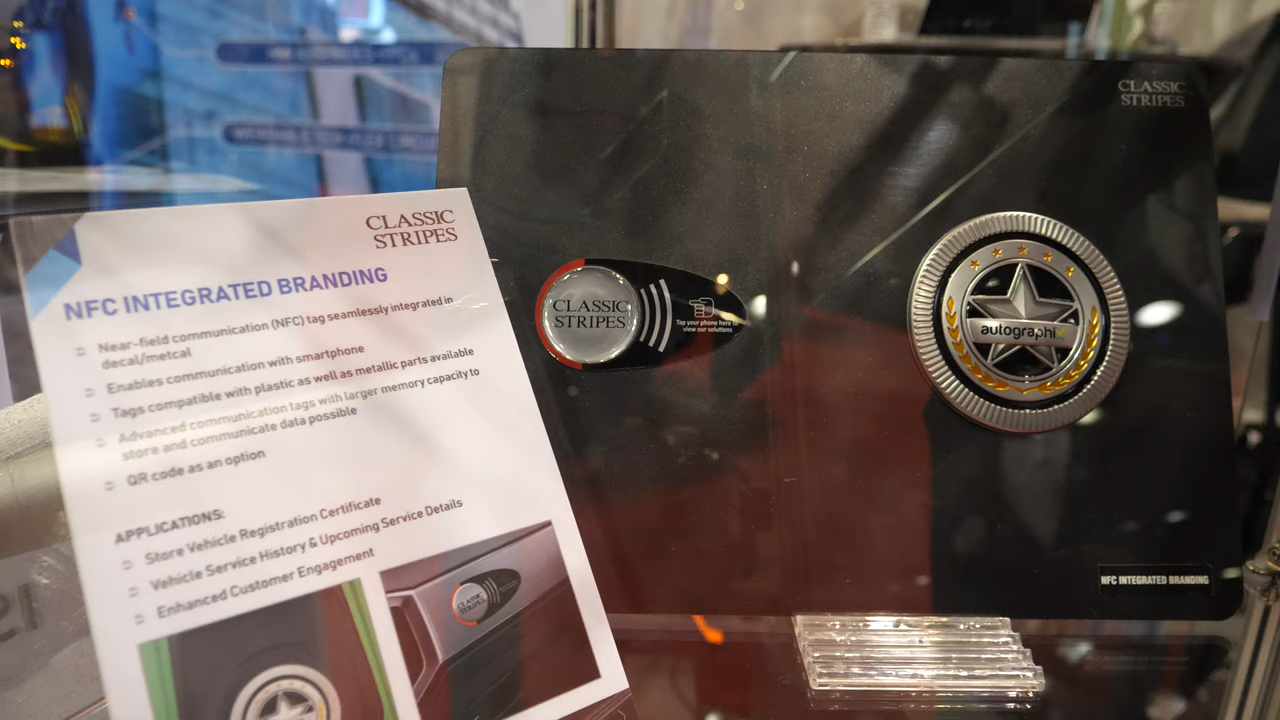 CLASSIC
STRIPES
NFC INTEGRATED BRANDING
Near-field communication (NFC) tag seamlessly integrated in
decal/metcal
Enables communication with smartphone
Tags compatible with plastic as well as metallic parts available
Advanced communication tags with larger memory capacity to
store and communicate data possible
QR code as an option
APPLICATIONS:
Store Vehicle Registration Certificate
Vehicle Service History & Upcoming Service Details
Enhanced Customer Engagement
CLASSIC
STRIPES
CLASSIC
STRIPES
CLASSIC
STRIPES
Tap your phone here to
view our solutions
autographix
NFC INTEGRATED BRANDING